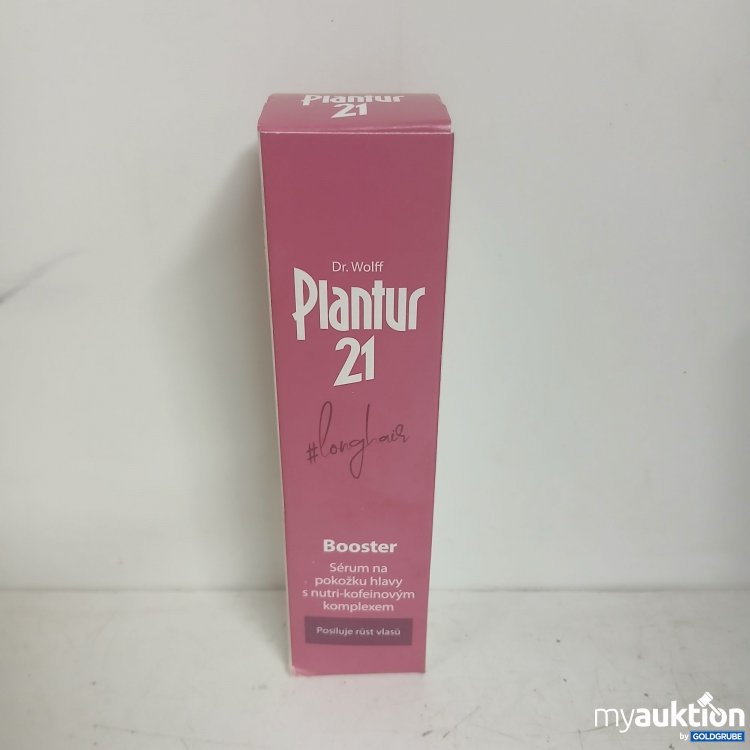 Plantur
21
Dr. Wolff
Plantur
21
#longhair
Booster
Sérum na
pokožku hlavy
s nutri-kofeinovým
komplexem
Posiluje růst vlasů
myauktion
by GOLDGRUBE